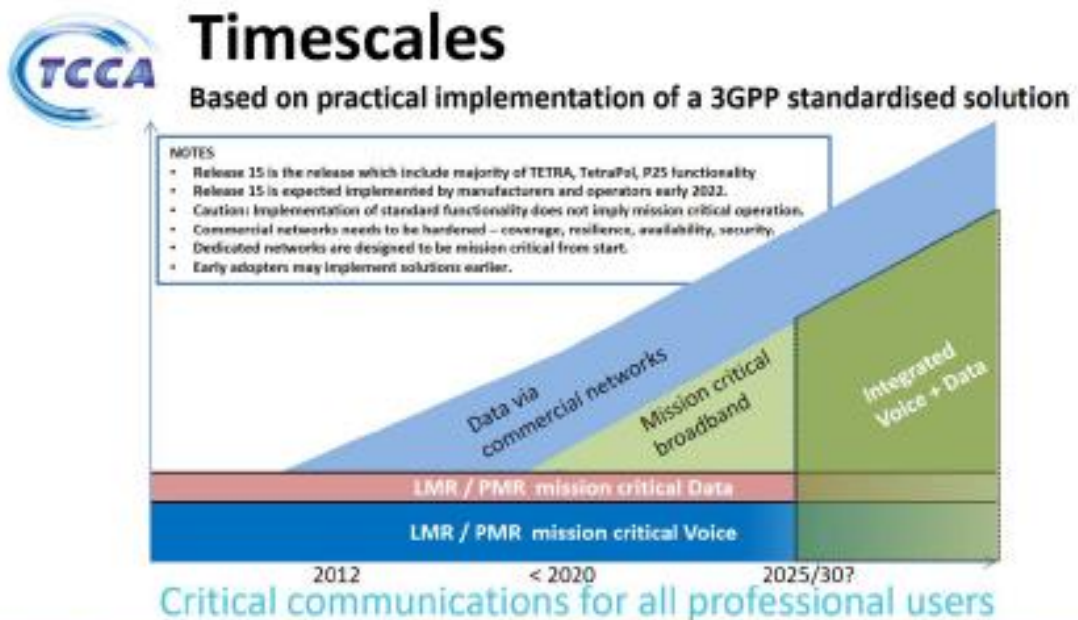 TCCA
Timescales
Based on practical implementation of a 3GPP standardised solution
NOTES
• Release 15 is the release which include majority of TETRA, TetraPol, P25 functionality
• Release 15 is expected implemented by manufacturers and operators early 2022.
• Caution: Implementation of standard functionality does not imply mission critical operation.
• Commercial networks needs to be hardened – coverage, resilience, availability, security.
• Dedicated networks are designed to be mission critical from start.
• Early adopters may implement solutions earlier.
Data via
commercial networks
Mission critical
broadband
Integrated
Voice + Data
LMR / PMR mission critical Data
LMR / PMR mission critical Voice
2012
< 2020
2025/30?
Critical communications for all professional users